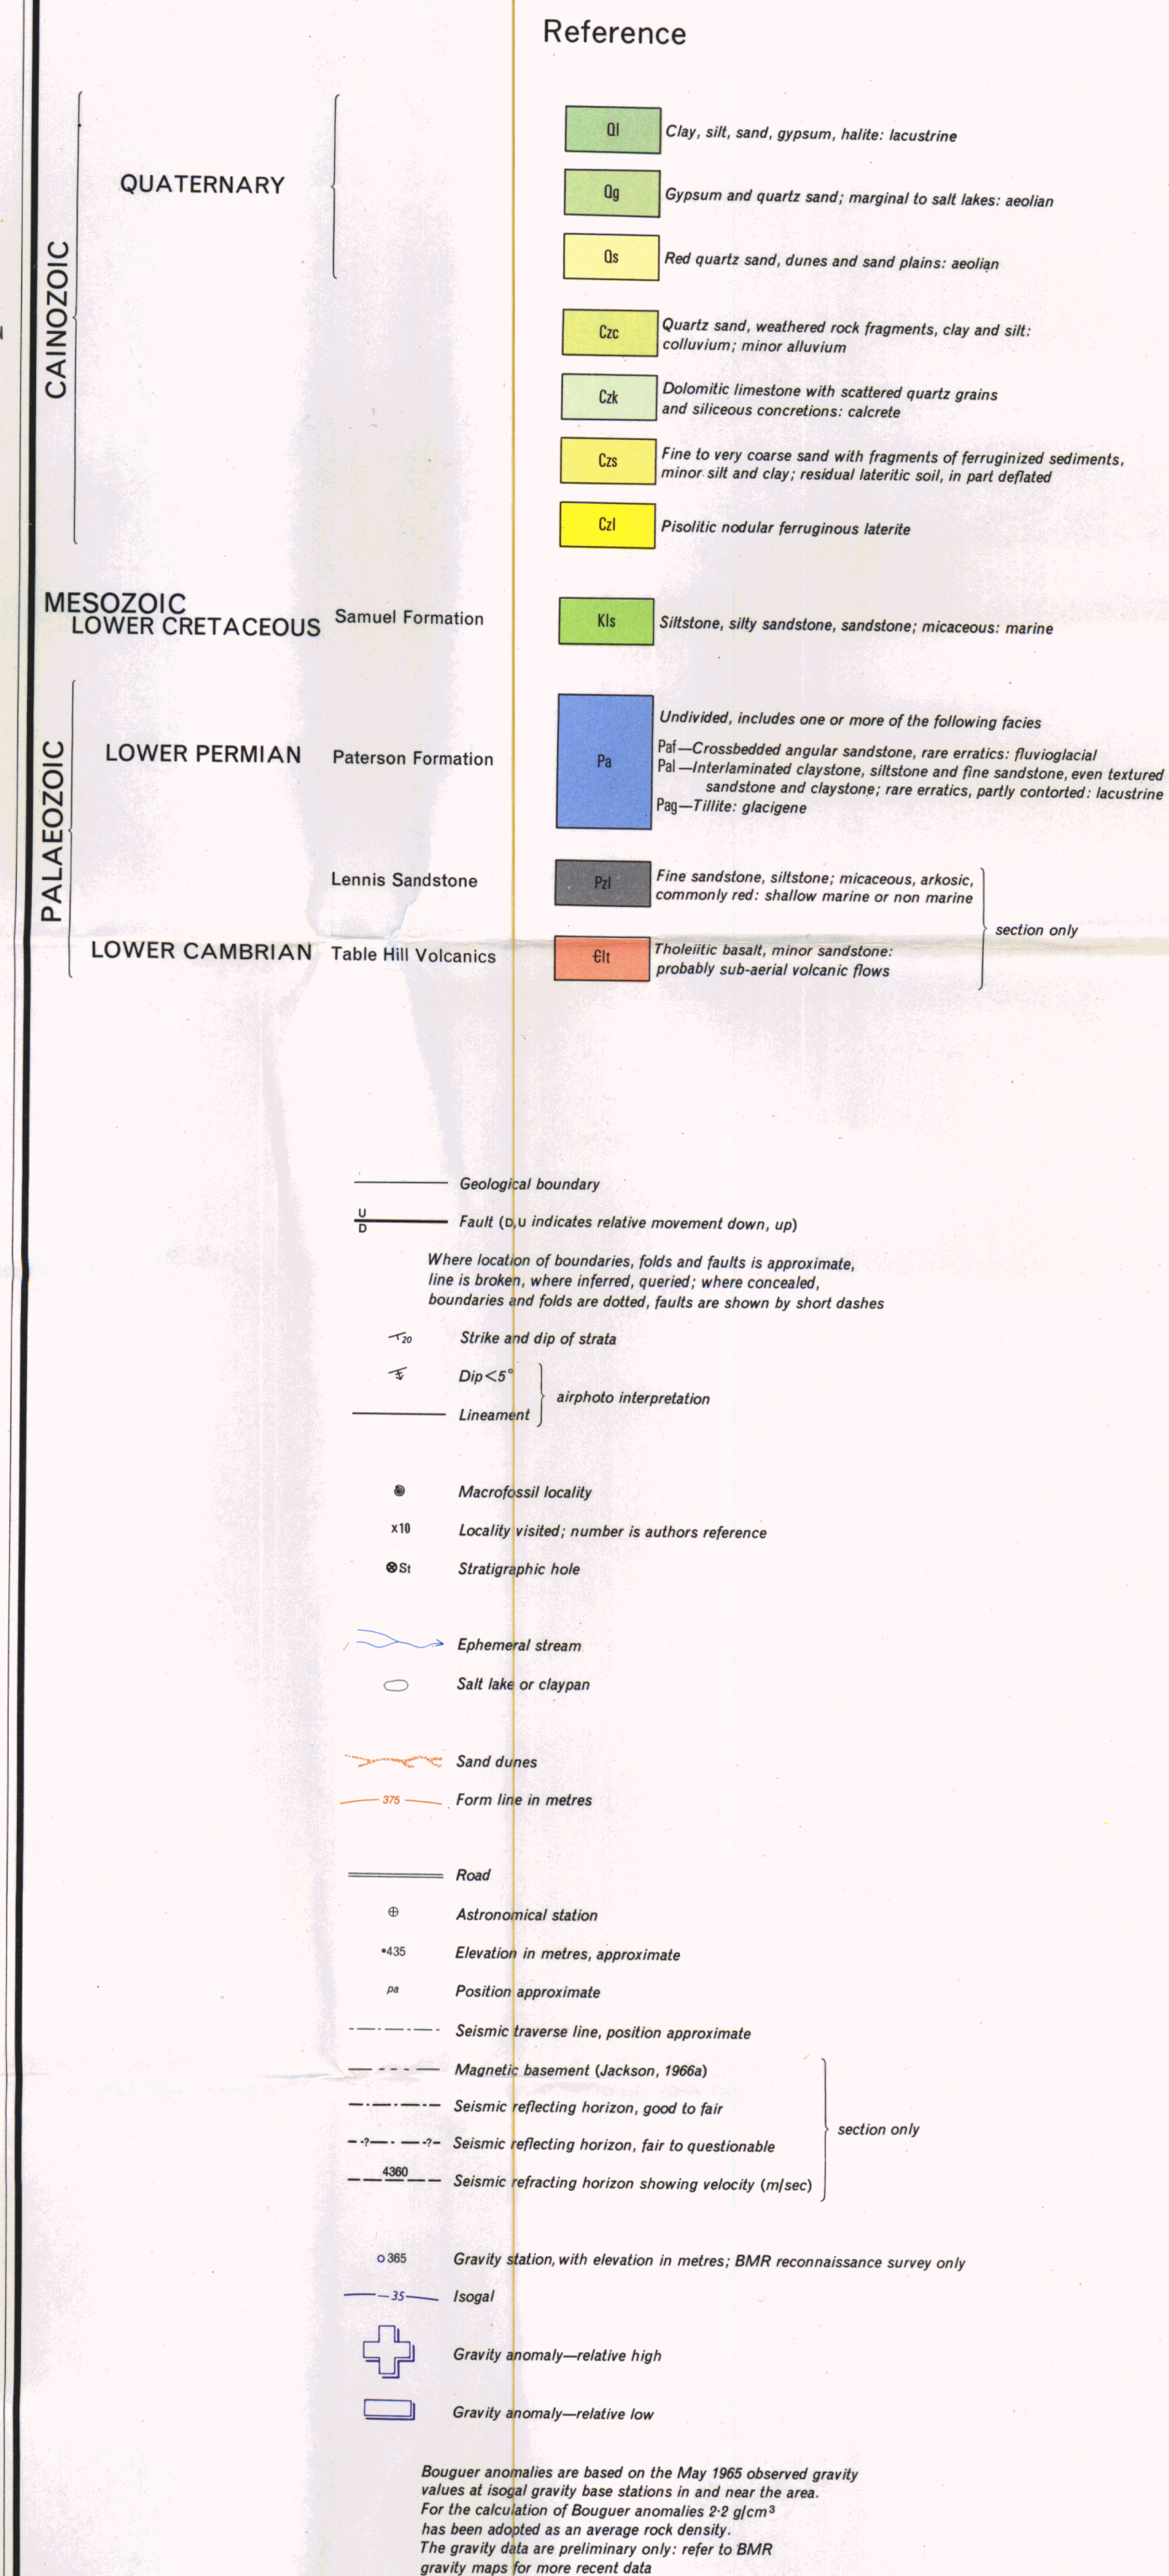 Reference
CAINOZOIC
QUATERNARY
Ql
Clay, silt, sand, gypsum, halite: lacustrine
Qg
Gypsum and quartz sand; marginal to salt lakes: aeolian
Qs
Red quartz sand, dunes and sand plains: aeolian
Czc
Quartz sand, weathered rock fragments, clay and silt:
colluvium; minor alluvium
Czk
Dolomitic limestone with scattered quartz grains
and siliceous concretions: calcrete
Czs
Fine to very coarse sand with fragments of ferruginized sediments,
minor silt and clay; residual lateritic soil, in part deflated
Czl
Pisolitic nodular ferruginous laterite
MESOZOIC
LOWER CRETACEOUS
Samuel Formation
Kls
Siltstone, silty sandstone, sandstone; micaceous: marine
PALAEOZOIC
LOWER PERMIAN
Paterson Formation
Pa
Undivided, includes one or more of the following facies
Paf—Crossbedded angular sandstone, rare erratics: fluvioglacial
Pal—Interlaminated claystone, siltstone and fine sandstone, even textured
sandstone and claystone; rare erratics, partly contorted: lacustrine
Pag—Tillite: glacigene
Lennis Sandstone
Pzl
Fine sandstone, siltstone; micaceous, arkosic,
commonly red: shallow marine or non marine
section only
LOWER CAMBRIAN
Table Hill Volcanics
Єlt
Tholeiitic basalt, minor sandstone:
probably sub-aerial volcanic flows
Geological boundary
U
D
Fault (D,U indicates relative movement down, up)
Where location of boundaries, folds and faults is approximate,
line is broken, where inferred, queried; where concealed,
boundaries and folds are dotted, faults are shown by short dashes
20
Strike and dip of strata
Dip<5°
airphoto interpretation
Lineament
Macrofossil locality
x10
Locality visited; number is authors reference
⊗St
Stratigraphic hole
Ephemeral stream
Salt lake or claypan
Sand dunes
375
Form line in metres
Road
Astronomical station
•435
Elevation in metres, approximate
pa
Position approximate
Seismic traverse line, position approximate
Magnetic basement (Jackson, 1966a)
Seismic reflecting horizon, good to fair
section only
? ?
Seismic reflecting horizon, fair to questionable
4360
Seismic refracting horizon showing velocity (m/sec)
365
Gravity station, with elevation in metres; BMR reconnaissance survey only
35
Isogal
Gravity anomaly—relative high
Gravity anomaly—relative low
Bouguer anomalies are based on the May 1965 observed gravity
values at isogal gravity base stations in and near the area.
For the calculation of Bouguer anomalies 2·2 g/cm³
has been adopted as an average rock density.
The gravity data are preliminary only: refer to BMR
gravity maps for more recent data